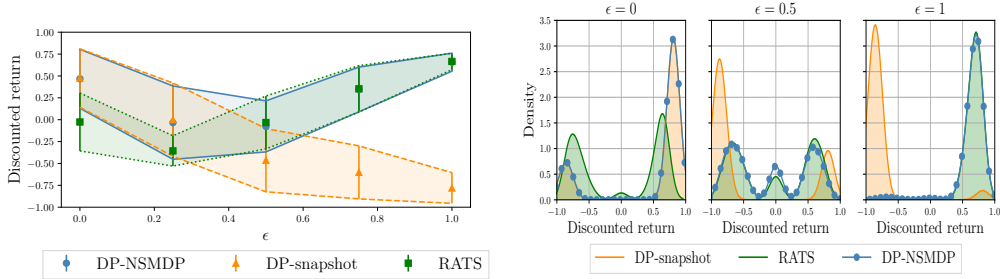 Discounted return
1.00
0.75
0.50
0.25
0.00
−0.25
−0.50
−0.75
−1.00
0.0 0.2 0.4 0.6 0.8 1.0
ϵ
DP-NSMDP DP-snapshot RATS
ϵ = 0 ϵ = 0.5 ϵ = 1
Density
3.5
3.0
2.5
2.0
1.5
1.0
0.5
0.0
−1.0 −0.5 0.0 0.5 1.0 −1.0 −0.5 0.0 0.5 1.0 −1.0 −0.5 0.0 0.5 1.0
Discounted return Discounted return Discounted return
DP-snapshot RATS DP-NSMDP